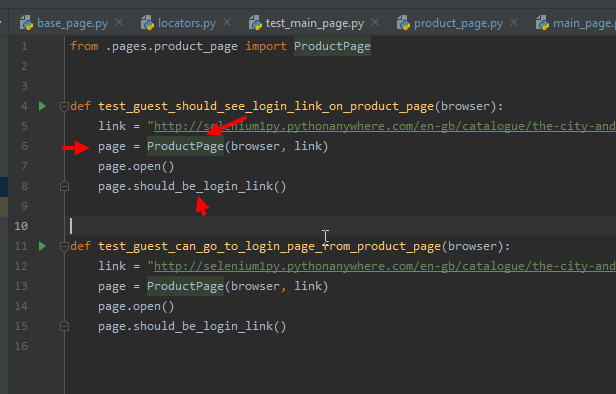 base_page.py locators.py test_main_page.py product_page.py main_page.
1 from .pages.product_page import ProductPage
2
3
4 def test_guest_should_see_login_link_on_product_page(browser):
5 link = "http://selenium1py.pythonanywhere.com/en-gb/catalogue/the-city-and
6 page = ProductPage(browser, link)
7 page.open()
8 page.should_be_login_link()
9
10
11 def test_guest_can_go_to_login_page_from_product_page(browser):
12 link = "http://selenium1py.pythonanywhere.com/en-gb/catalogue/the-city-and
13 page = ProductPage(browser, link)
14 page.open()
15 page.should_be_login_link()
16